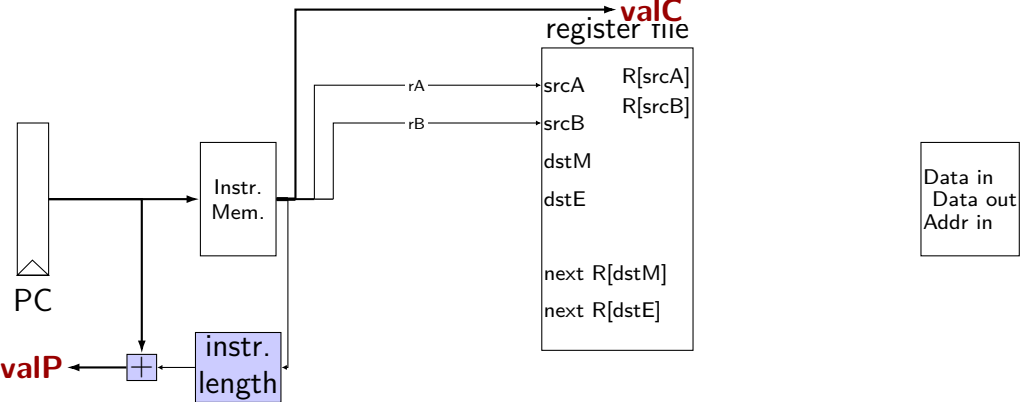 valC
register file
rA
srcA
R[srcA]
R[srcB]
rB
srcB
dstM
dstE
next R[dstM]
next R[dstE]
Instr.
Mem.
Data in
Data out
Addr in
PC
instr.
length
+
valP